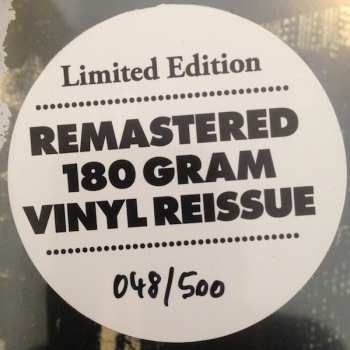 Limited Edition
REMASTERED
180 GRAM
VINYL REISSUE
048/500